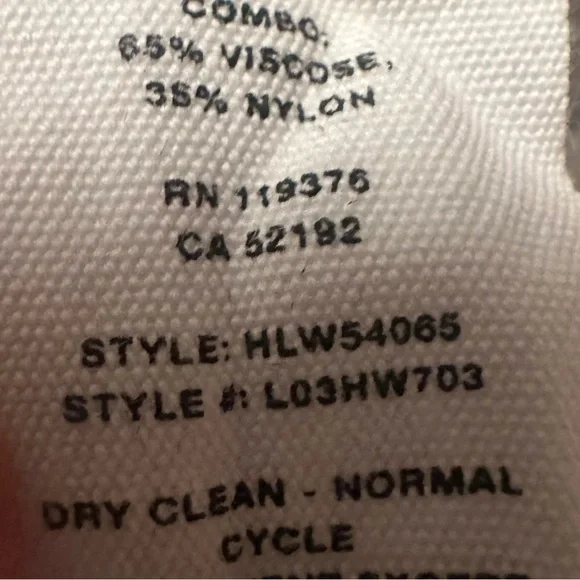 COMBO:
65% VISCOSE,
35% NYLON
RN 119376
CA 52192
STYLE: HLW54065
STYLE #: L03HW703
DRY CLEAN - NORMAL
CYCLE